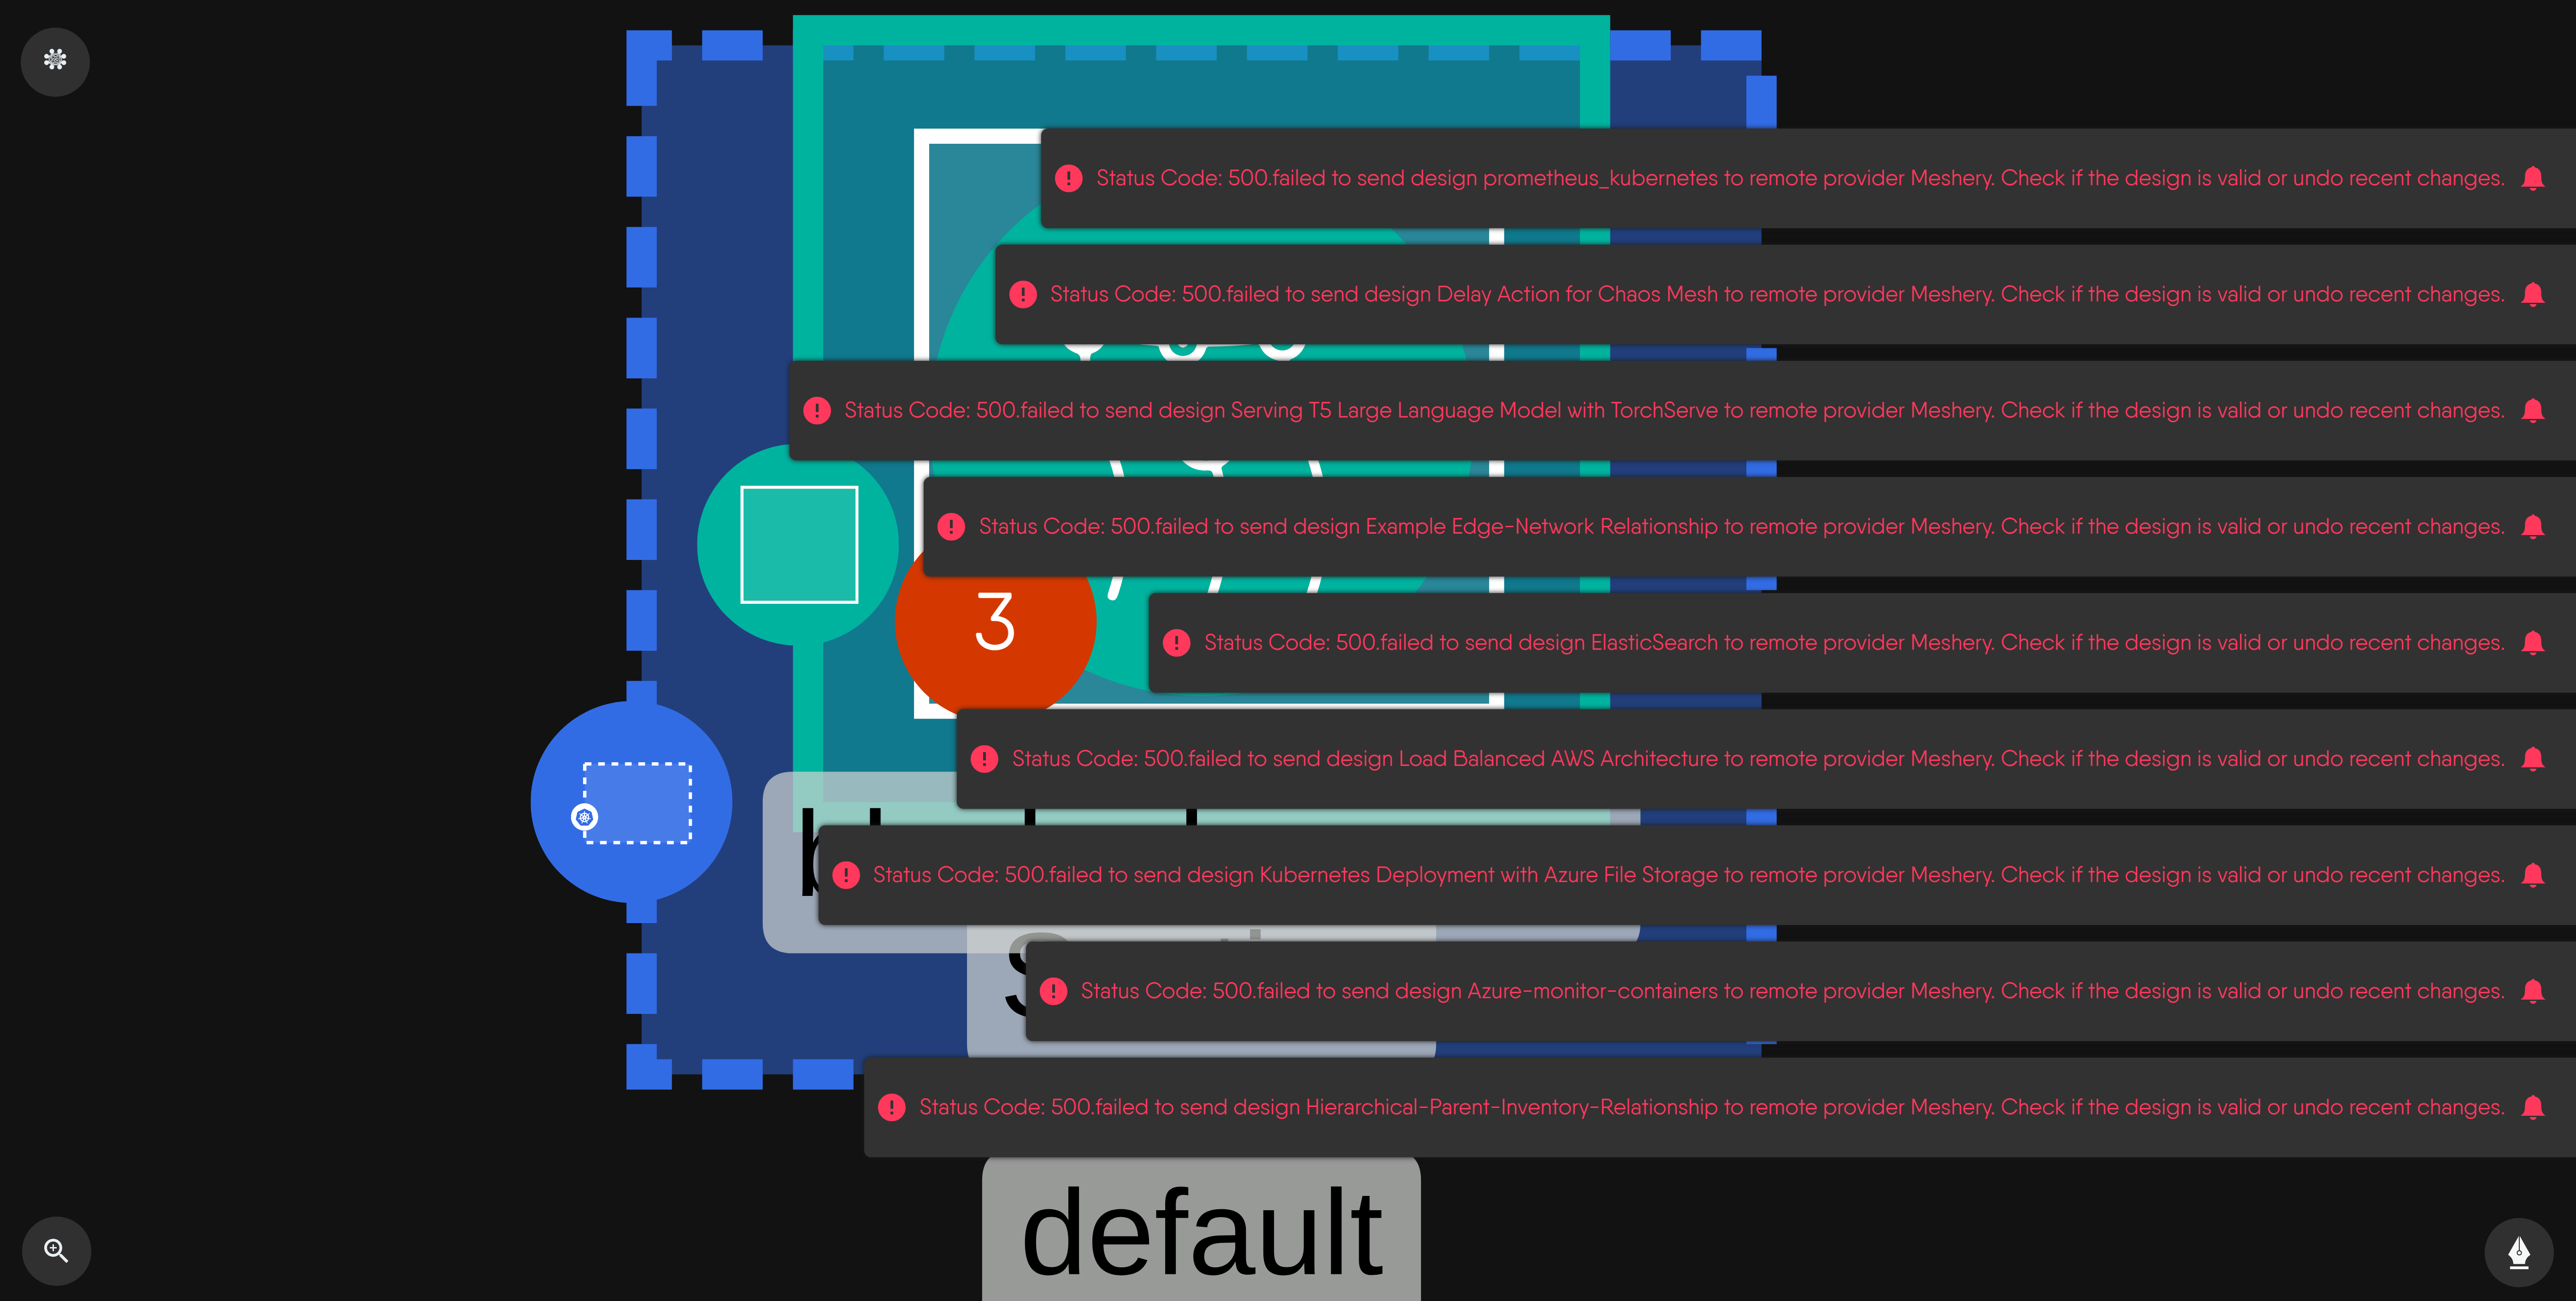 Status Code: 500.failed to send design prometheus_kubernetes to remote provider Meshery. Check if the design is valid or undo recent changes.
Status Code: 500.failed to send design Delay Action for Chaos Mesh to remote provider Meshery. Check if the design is valid or undo recent changes.
Status Code: 500.failed to send design Serving T5 Large Language Model with TorchServe to remote provider Meshery. Check if the design is valid or undo recent changes.
Status Code: 500.failed to send design Example Edge-Network Relationship to remote provider Meshery. Check if the design is valid or undo recent changes.
3
Status Code: 500.failed to send design ElasticSearch to remote provider Meshery. Check if the design is valid or undo recent changes.
Status Code: 500.failed to send design Load Balanced AWS Architecture to remote provider Meshery. Check if the design is valid or undo recent changes.
Status Code: 500.failed to send design Kubernetes Deployment with Azure File Storage to remote provider Meshery. Check if the design is valid or undo recent changes.
Status Code: 500.failed to send design Azure-monitor-containers to remote provider Meshery. Check if the design is valid or undo recent changes.
Status Code: 500.failed to send design Hierarchical-Parent-Inventory-Relationship to remote provider Meshery. Check if the design is valid or undo recent changes.
default